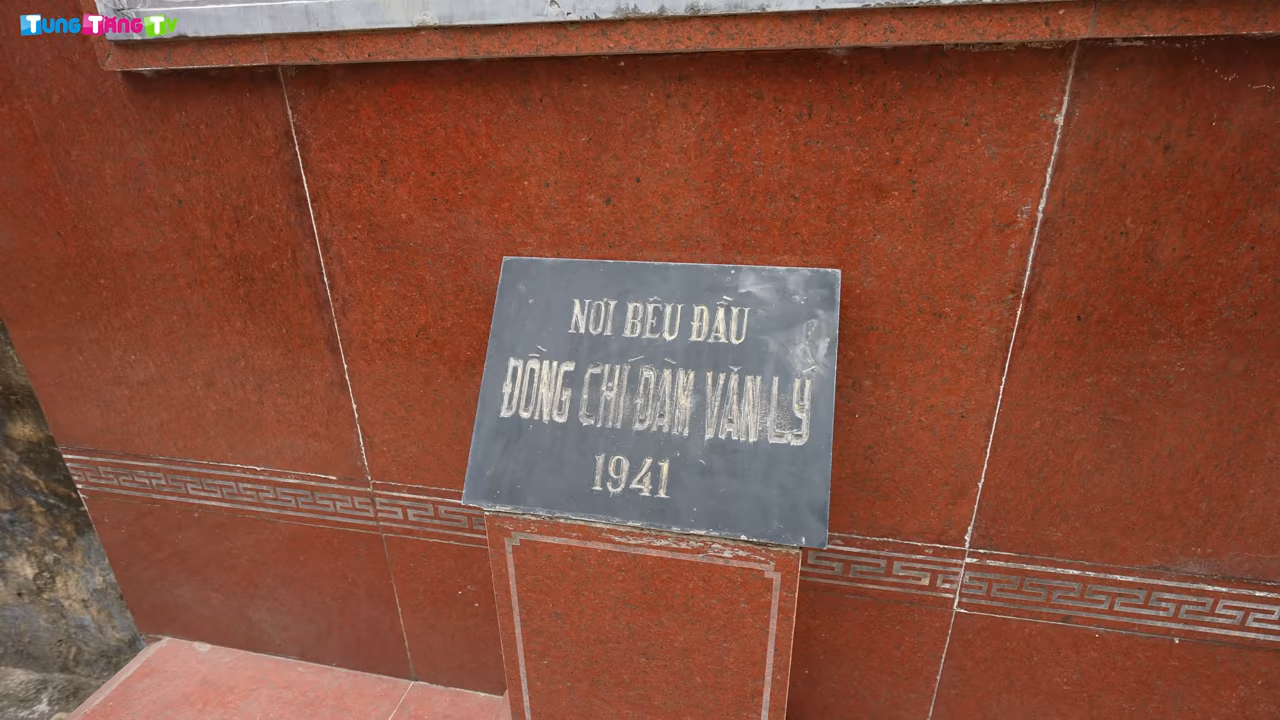 Tung Tăng TV
NƠI BÊU ĐẦU
ĐỒNG CHÍ ĐÀM VĂN LÝ
1941